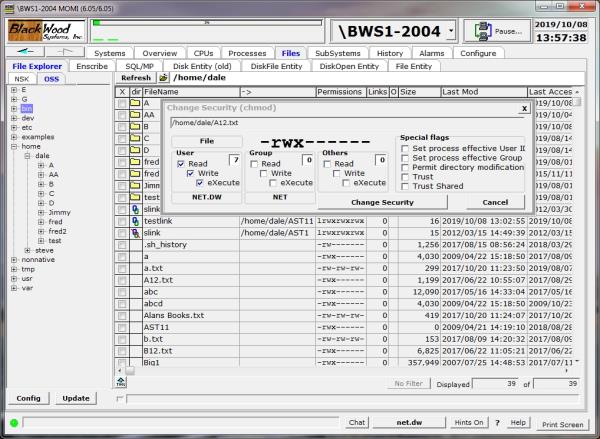 \BWS1-2004 MOMI (6.05/6.05)
BlackWood
Systems, Inc.
3%
\BWS1-2004
Pause...
2019/10/08
13:57:38
Systems Overview CPUs Processes Files SubSystems History Alarms Configure
File Explorer Enscribe SQL/MP Disk Entity (old) DiskFile Entity DiskOpen Entity File Entity
NSK OSS
Refresh /home/dale
E
G
bin
dev
etc
examples
home
dale
A
AA
B
C
D
Jimmy
fred
fred2
test
steve
nonnative
tmp
usr
var
X dir FileName -> Permissions Links O Size Last Mod Last Acces
A 2019/10/08
AA
B
C
D
fred
fred
Jimm
test
slink
Change Security (chmod) X
/home/dale/A12.txt
File -rwx------
User 7
Read
Write
eXecute
NET.DW
Group 0
Read
Write
eXecute
NET
Others 0
Read
Write
eXecute
Special flags
Set process effective User ID
Set process effective Group
Permit directory modification
Trust
Trust Shared
Change Security Cancel
testlink /home/dale/AST11 lrwxrwxrwx 0 16 2019/10/08 13:02:55 2019/10/08
slink /home/dale/AST1 lrwxrwxrwx 0 15 2012/03/15 14:49:39 2012/03/15
.sh_history -rw------- 0 1,256 2017/08/15 08:56:24 2018/03/29
a -rw-rw-rw- 0 4,030 2009/04/22 15:18:50 2017/08/09
a.txt -rw-rw-rw- 0 299 2017/10/20 11:23:50 2019/08/07
A12.txt -rw------- 0 1,199 2017/06/22 10:55:07 2017/08/29
abc -rw------- 0 12,090 2017/05/16 14:33:04 2017/05/16
abcd -rw------- 0 4,030 2009/04/22 15:18:50 2009/10/23
Alans Books.txt -rw-rw-rw- 0 419 2017/10/20 11:24:07 2017/10/20
AST11 -rw------- 0 0 2009/04/21 14:19:10 2018/08/28
b.txt -rw-rw-rw- 0 153 2017/08/09 14:20:32 2017/08/09
B12.txt -rw------- 0 6,825 2017/06/22 11:05:21 2017/06/22
Big1 -rw------- 0 357,949 2007/07/25 14:48:53 2017/07/11
No Filter Displayed 39 of 39
Config Update
Chat net.dw Hints On ? Help Print Screen